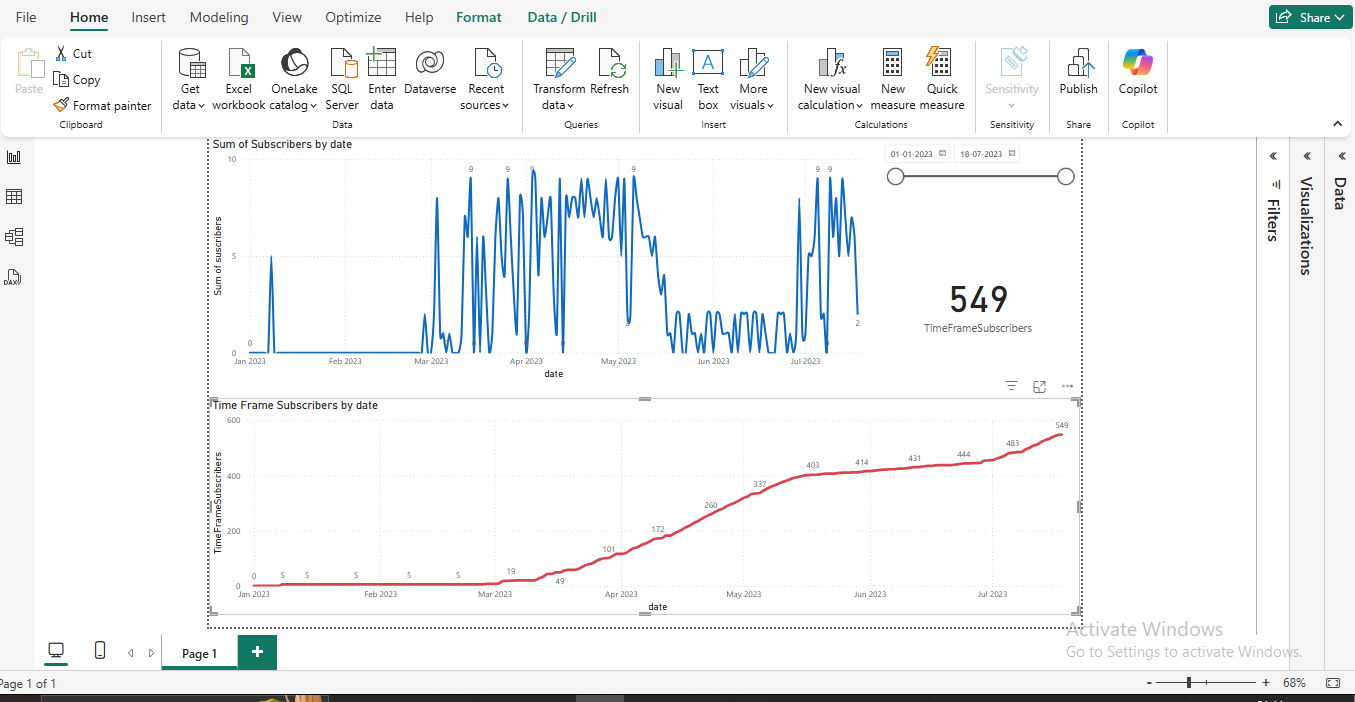 File Home Insert Modeling View Optimize Help Format Data / Drill Share
Paste
Cut
Copy
Format painter
Clipboard
Get data
Excel workbook
OneLake catalog
SQL Server
Enter data
Dataverse
Recent sources
Data
Transform data
Refresh
Queries
New visual
Text box
More visuals
Insert
New visual calculation
New measure
Quick measure
Calculations
Sensitivity
Sensitivity
Publish
Share
Copilot
Copilot
Sum of Subscribers by date
10
5
0
Sum of suscribers
0 9 9 9 2 9 9 9 2
Jan 2023 Feb 2023 Mar 2023 Apr 2023 May 2023 Jun 2023 Jul 2023
date
01-01-2023 18-07-2023
549
TimeFrameSubscribers
Time Frame Subscribers by date
600
400
200
0
TimeFrameSubscribers
0 5 5 5 5 5 19 49 101 172 260 337 403 414 431 444 483 549
Jan 2023 Feb 2023 Mar 2023 Apr 2023 May 2023 Jun 2023 Jul 2023
date
Filters
Visualizations
Data
DAX
Page 1
Activate Windows
Go to Settings to activate Windows.
Page 1 of 1
- + 68%